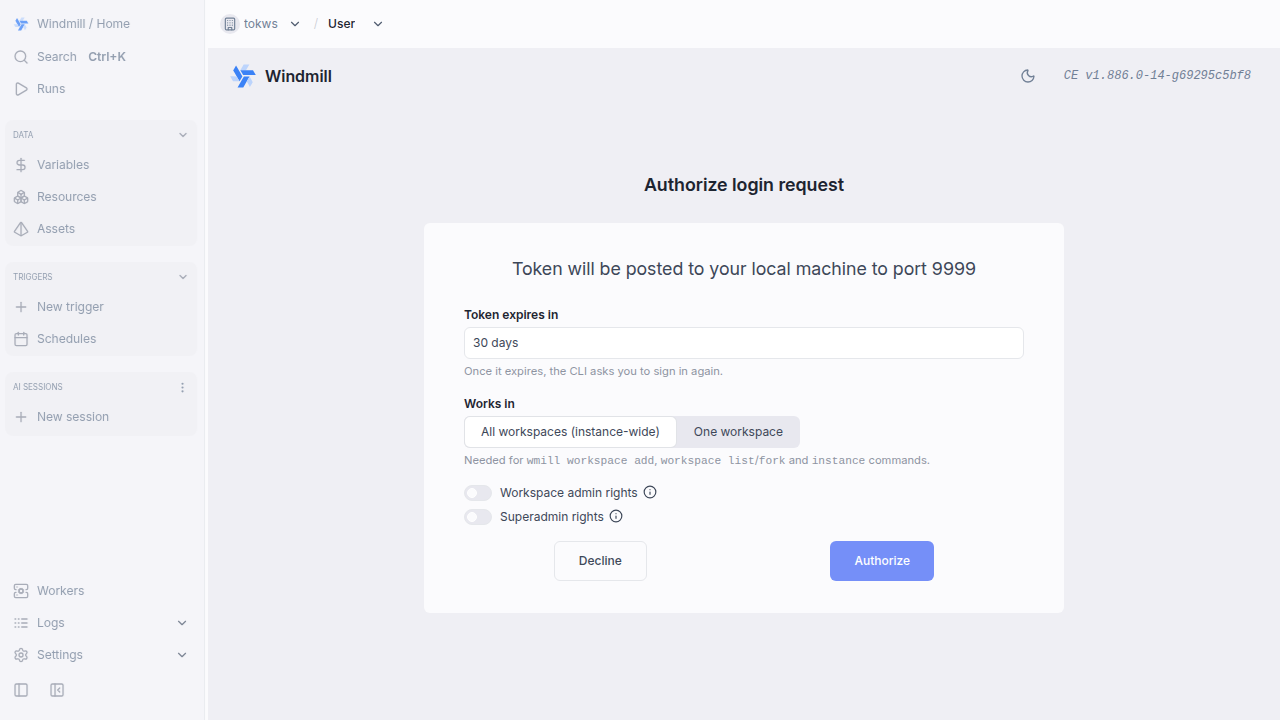 Windmill / Home
Search Ctrl+K
Runs
DATA
Variables
Resources
Assets
TRIGGERS
New trigger
Schedules
AI SESSIONS
New session
Workers
Logs
Settings
tokws / User
Windmill
CE v1.886.0-14-g69295c5bf8
Authorize login request
Token will be posted to your local machine to port 9999
Token expires in
30 days
Once it expires, the CLI asks you to sign in again.
Works in
All workspaces (instance-wide) One workspace
Needed for wmill workspace add, workspace list/fork and instance commands.
Workspace admin rights
Superadmin rights
Decline Authorize